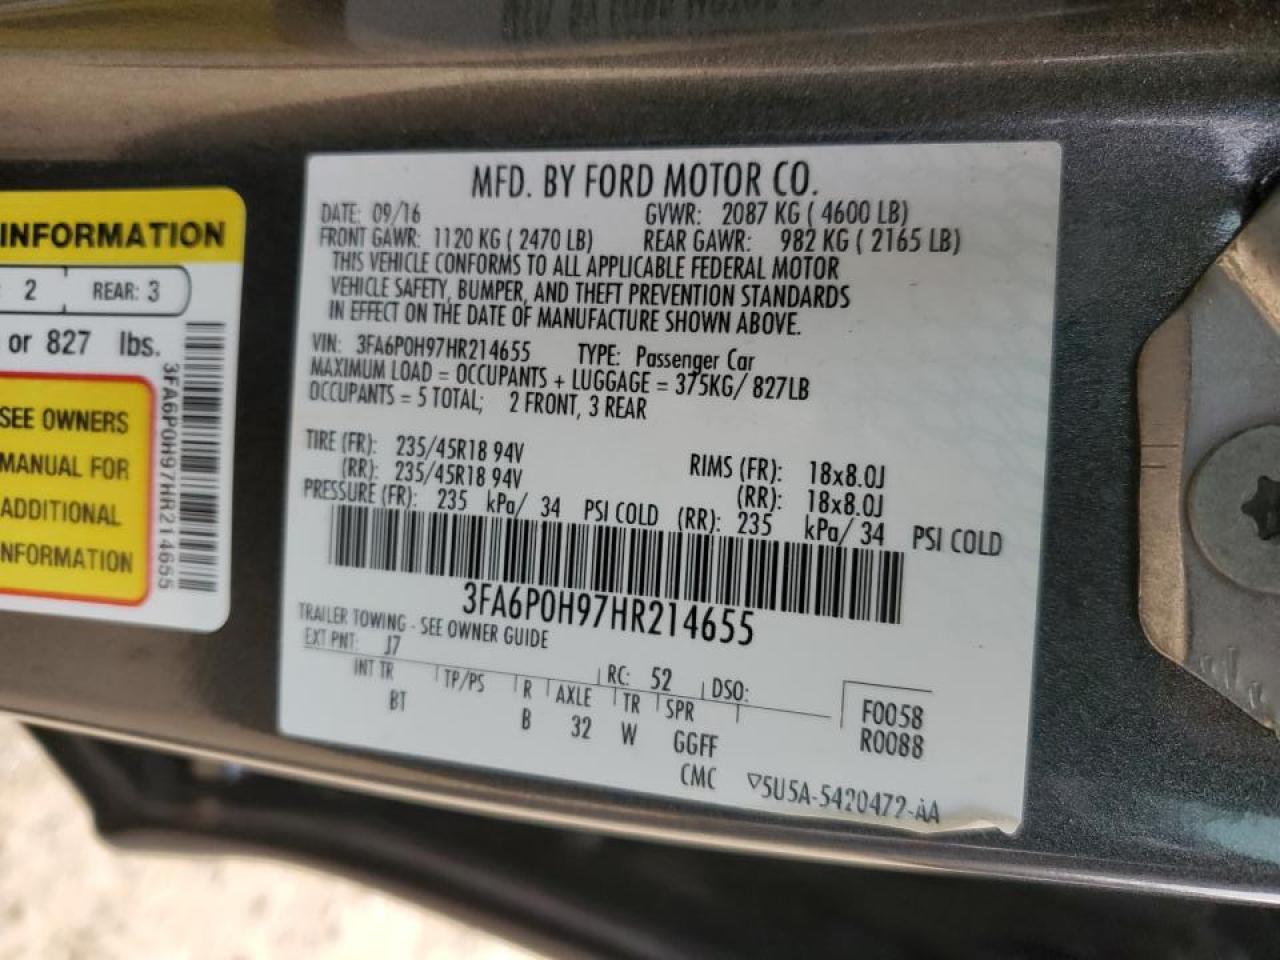 MFD. BY FORD MOTOR CO.
DATE: 09/16 GVWR: 2087 KG ( 4600 LB)
FRONT GAWR: 1120 KG ( 2470 LB) REAR GAWR: 982 KG ( 2165 LB)
THIS VEHICLE CONFORMS TO ALL APPLICABLE FEDERAL MOTOR
VEHICLE SAFETY, BUMPER, AND THEFT PREVENTION STANDARDS
IN EFFECT ON THE DATE OF MANUFACTURE SHOWN ABOVE.
VIN: 3FA6P0H97HR214655 TYPE: Passenger Car
MAXIMUM LOAD = OCCUPANTS + LUGGAGE = 375KG/ 827LB
OCCUPANTS = 5 TOTAL; 2 FRONT, 3 REAR
TIRE (FR): 235/45R18 94V RIMS (FR): 18x8.0J
(RR): 235/45R18 94V (RR): 18x8.0J
PRESSURE (FR): 235 kPa/ 34 PSI COLD (RR): 235 kPa/ 34 PSI COLD
3FA6P0H97HR214655
TRAILER TOWING - SEE OWNER GUIDE
EXT PNT: J7 RC: 52 DSO:
INT TR TP/PS R AXLE TR SPR
BT B 32 W GGFF
CMC
F0058
R0088
▽5U5A-5420472-AA
INFORMATION
: 2 REAR: 3
or 827 lbs.
SEE OWNERS
MANUAL FOR
ADDITIONAL
INFORMATION
3FA6P0H97HR214655